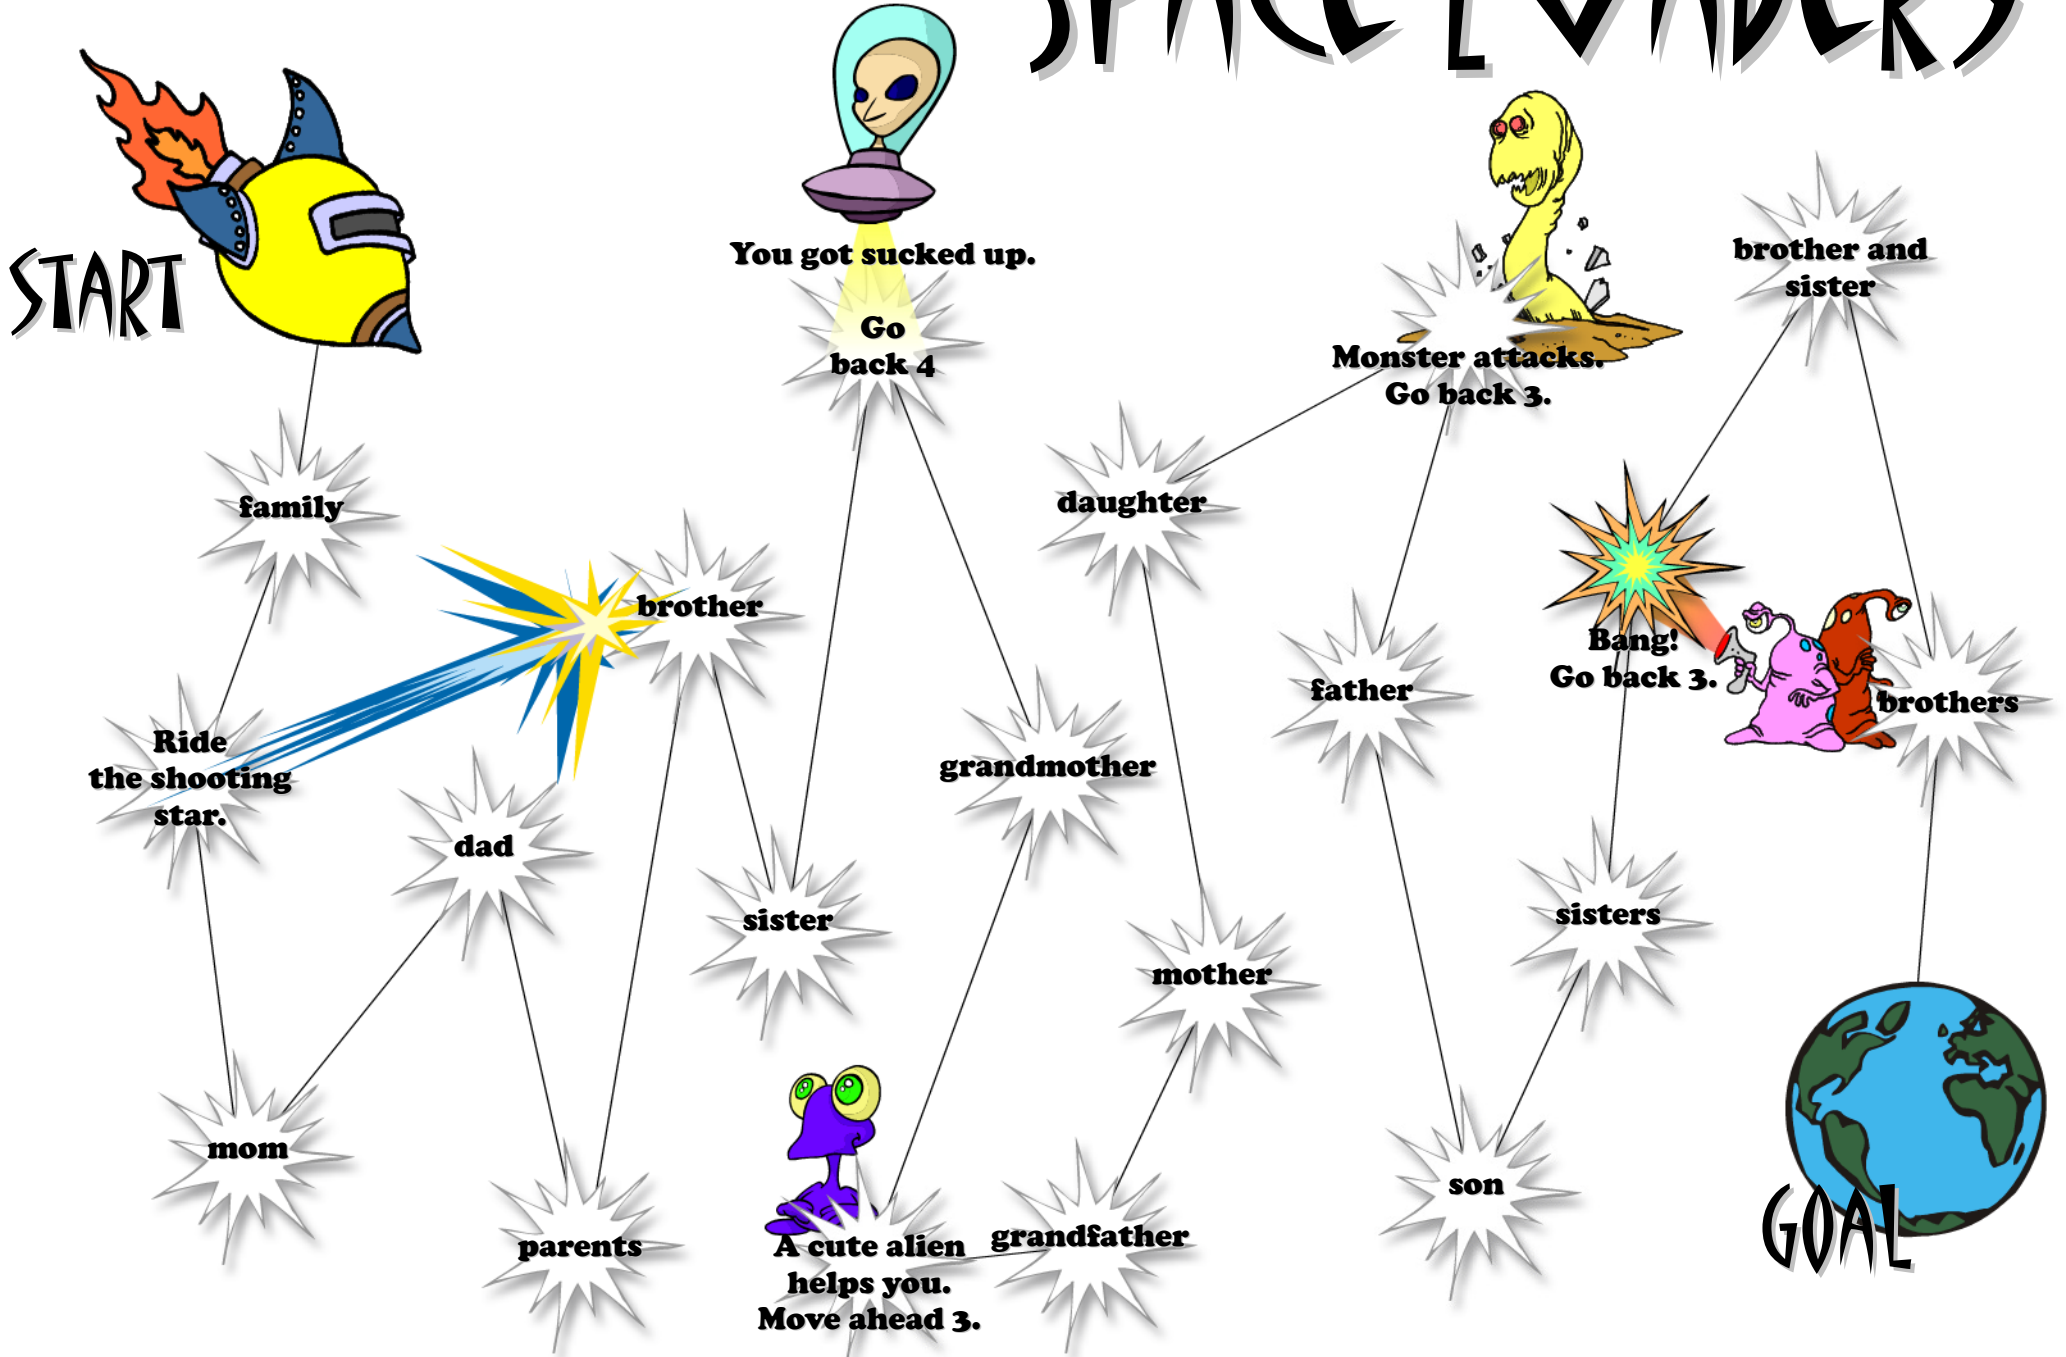 SPACE
START
You got sucked up.
Go
back 4
Monster attacks.
Go back 3.
brother and
sister
family
daughter
brother
Bang!
Go back 3.
father
brothers
Ride
the shooting
star.
grandmother
dad
sister
sisters
mother
mom
son
parents
A cute alien
helps you.
Move ahead 3.
grandfather
GOAL